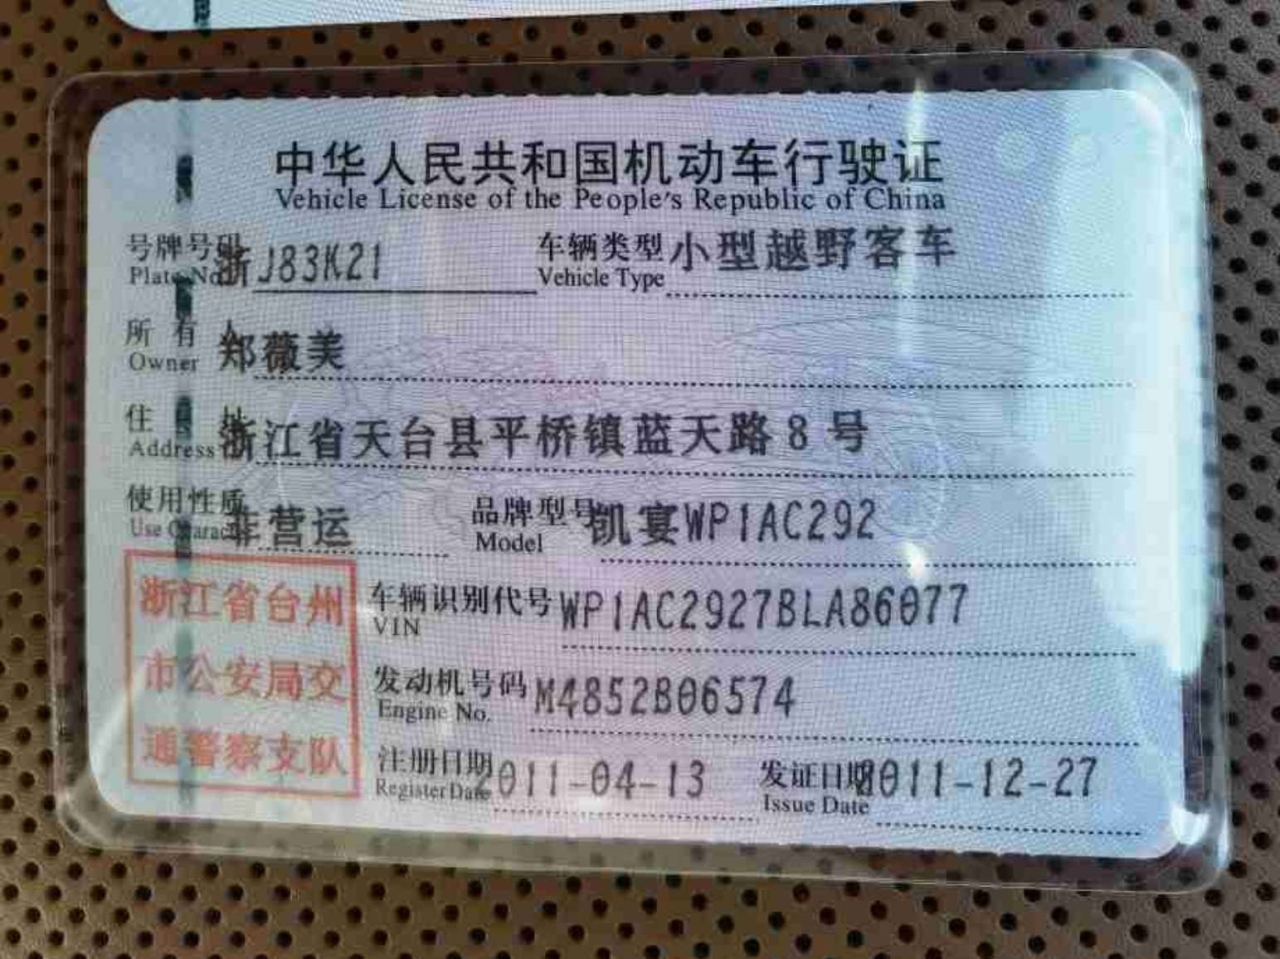 中华人民共和国机动车行驶证
Vehicle License of the People's Republic of China
号牌号码 浙J83K21 车辆类型 小型越野客车
Plate No. Vehicle Type
所有人 郑薇美
Owner
住址 浙江省天台县平桥镇蓝天路8号
Address
使用性质 非营运 品牌型号 凯宴WP1AC292
Use Charac Model
浙江省台州
市公安局交
通警察支队
车辆识别代号 WP1AC2927BLA86077
VIN
发动机号码 M4852B06574
Engine No.
注册日期 2011-04-13 发证日期 2011-12-27
Register Date Issue Date